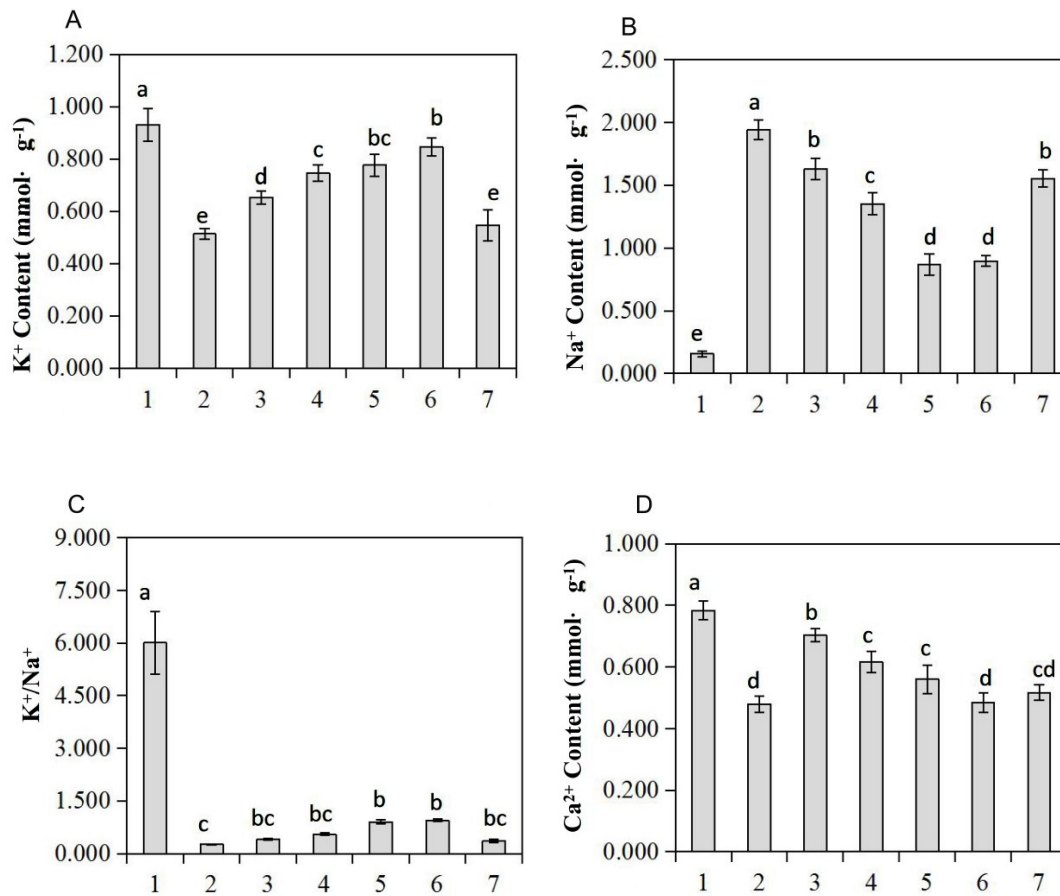 A
K⁺ Content (mmol· g⁻¹)
1.200
1.000
0.800
0.600
0.400
0.200
0.000
a
e
d
c
bc
b
e
1 2 3 4 5 6 7
B
Na⁺ Content (mmol· g⁻¹)
2.500
2.000
1.500
1.000
0.500
0.000
e
a
b
c
d
d
b
1 2 3 4 5 6 7
C
K⁺/Na⁺
9.000
7.500
6.000
4.500
3.000
1.500
0.000
a
c
bc
bc
b
b
bc
1 2 3 4 5 6 7
D
Ca²⁺ Content (mmol· g⁻¹)
1.000
0.800
0.600
0.400
0.200
0.000
a
d
b
c
c
d
cd
1 2 3 4 5 6 7